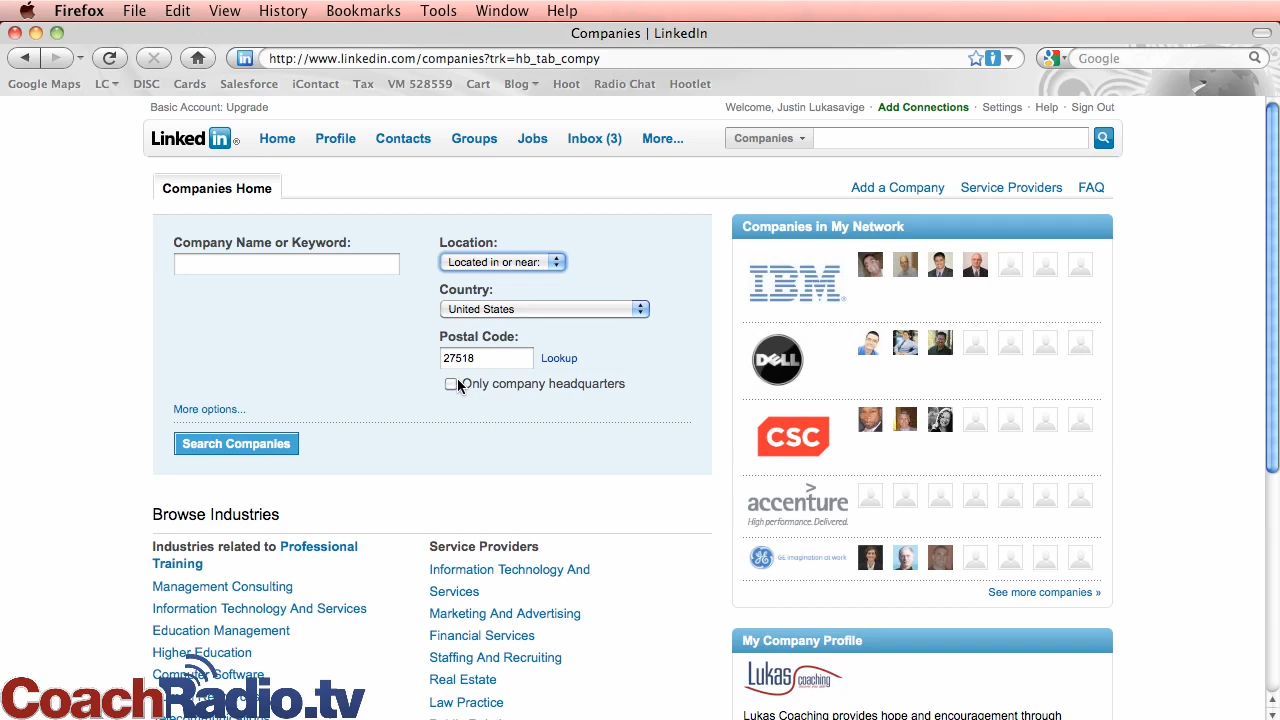 Firefox File Edit View History Bookmarks Tools Window Help
Companies | LinkedIn
http://www.linkedin.com/companies?trk=hb_tab_compy
Google
Google Maps LC DISC Cards Salesforce iContact Tax VM 528559 Cart Blog Hoot Radio Chat Hootlet
Basic Account: Upgrade
Welcome, Justin Lukasavige · Add Connections · Settings · Help · Sign Out
Linked in ® Home Profile Contacts Groups Jobs Inbox (3) More... Companies
Companies Home
Add a Company Service Providers FAQ
Company Name or Keyword:
Location:
Located in or near:
Country:
United States
Postal Code:
27518 Lookup
Only company headquarters
More options...
Search Companies
Companies in My Network
IBM
DELL
CSC
accenture
High performance. Delivered.
GE imagination at work
See more companies »
Browse Industries
Industries related to Professional
Training
Management Consulting
Information Technology And Services
Education Management
Higher Education
Computer Software
Service Providers
Information Technology And
Services
Marketing And Advertising
Financial Services
Staffing And Recruiting
Real Estate
Law Practice
My Company Profile
Lukas coaching
Lukas Coaching provides hope and encouragement through
CoachRadio.tv